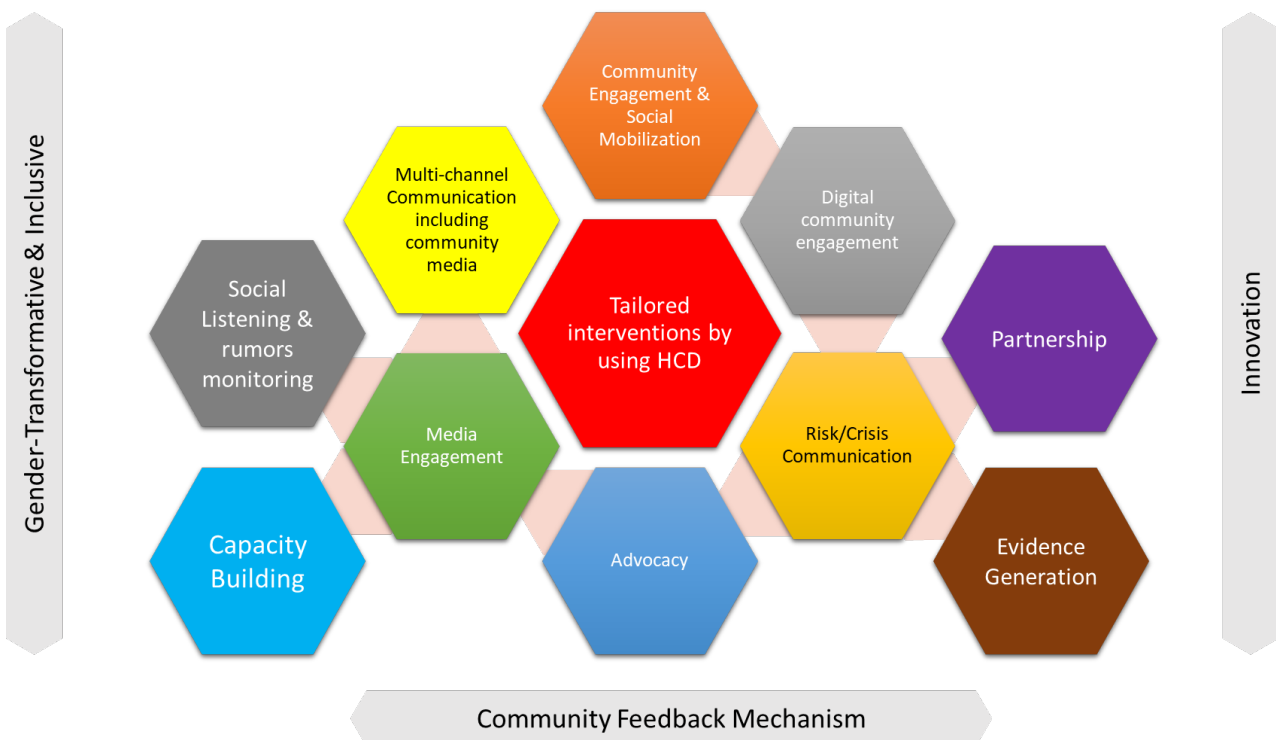 Gender-Transformative & Inclusive
Community
Engagement &
Social
Mobilization
Multi-channel
Communication
including
community
media
Digital
community
engagement
Social
Listening &
rumors
monitoring
Tailored
interventions by
using HCD
Partnership
Media
Engagement
Risk/Crisis
Communication
Capacity
Building
Advocacy
Evidence
Generation
Innovation
Community Feedback Mechanism